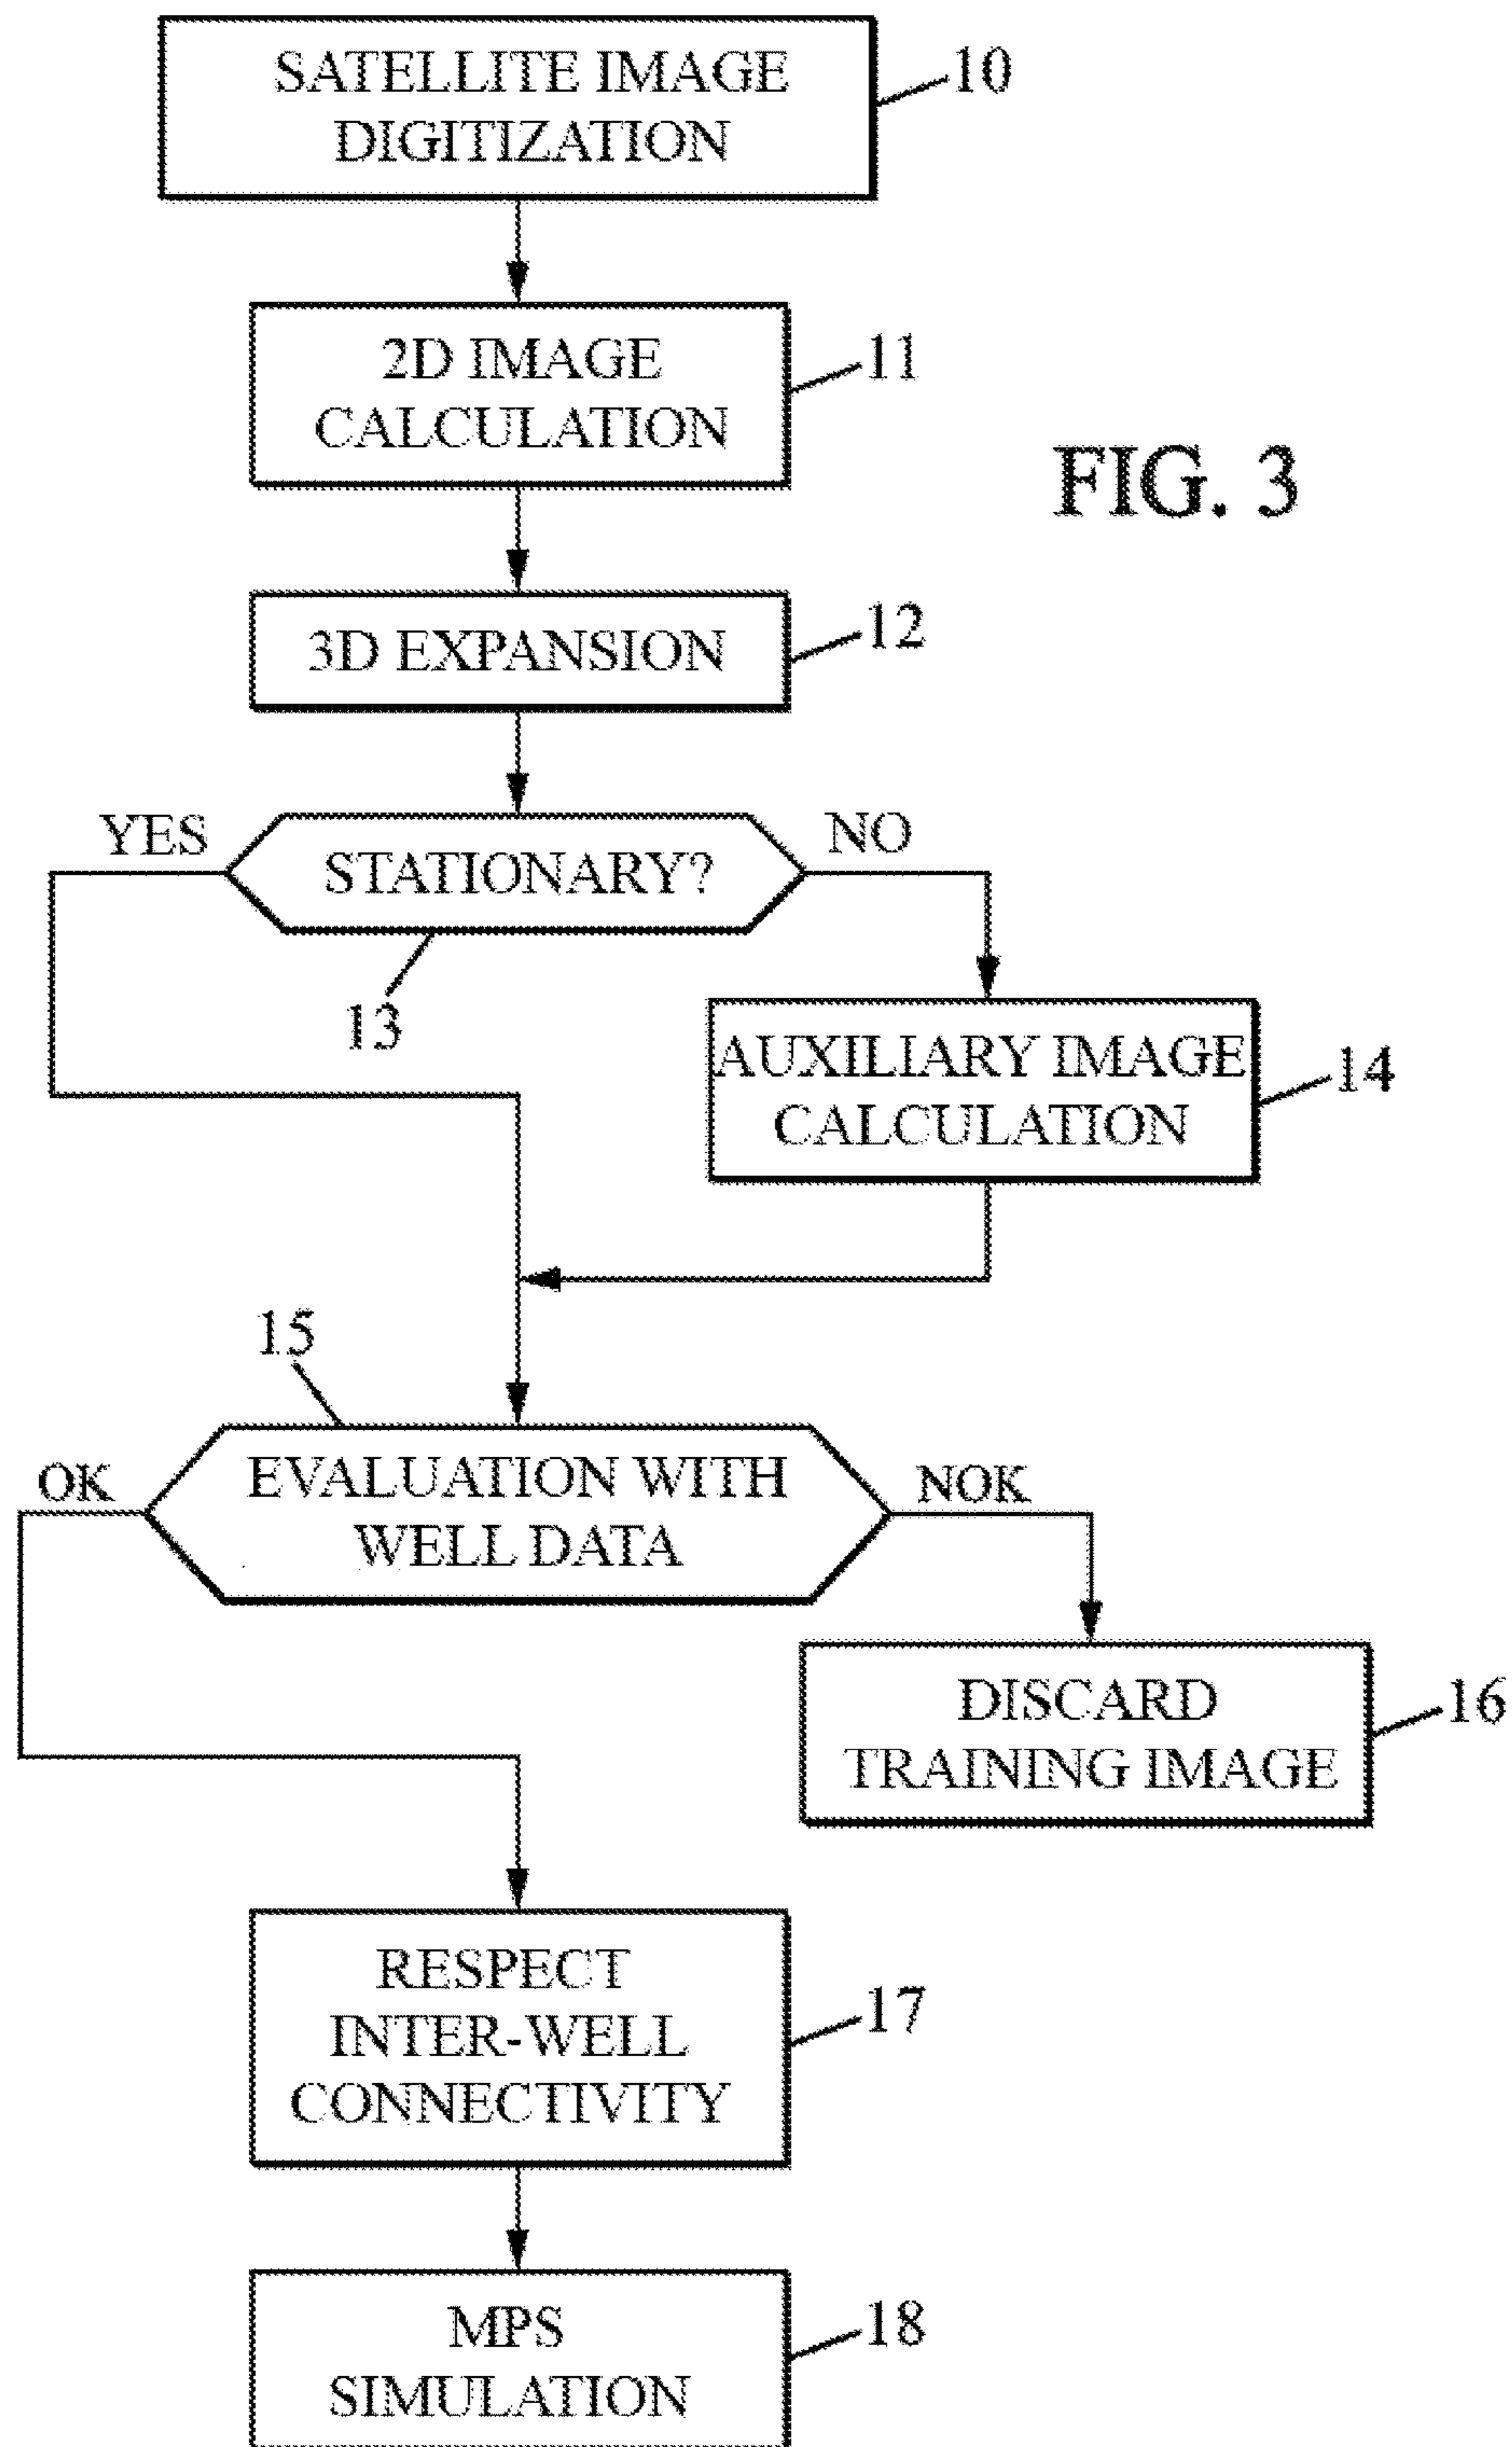 SATELLITE IMAGE
DIGITIZATION
10
2D IMAGE
CALCULATION
11
FIG. 3
3D EXPANSION
12
YES
STATIONARY?
NO
13
AUXILIARY IMAGE
CALCULATION
14
15
OK
EVALUATION WITH
WELL DATA
NOK
DISCARD
TRAINING IMAGE
16
RESPECT
INTER-WELL
CONNECTIVITY
17
MPS
SIMULATION
18